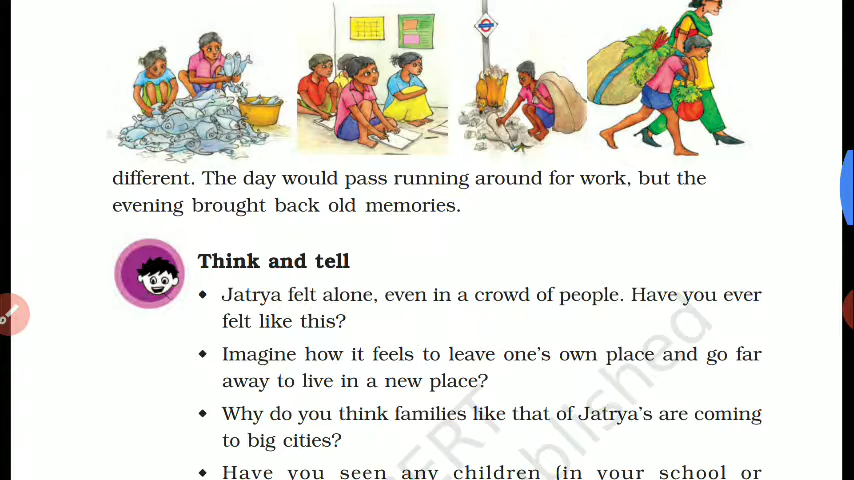 different. The day would pass running around for work, but the
evening brought back old memories.
Think and tell
◆ Jatrya felt alone, even in a crowd of people. Have you ever
felt like this?
◆ Imagine how it feels to leave one's own place and go far
away to live in a new place?
◆ Why do you think families like that of Jatrya's are coming
to big cities?
◆ Have you seen any children (in your school or